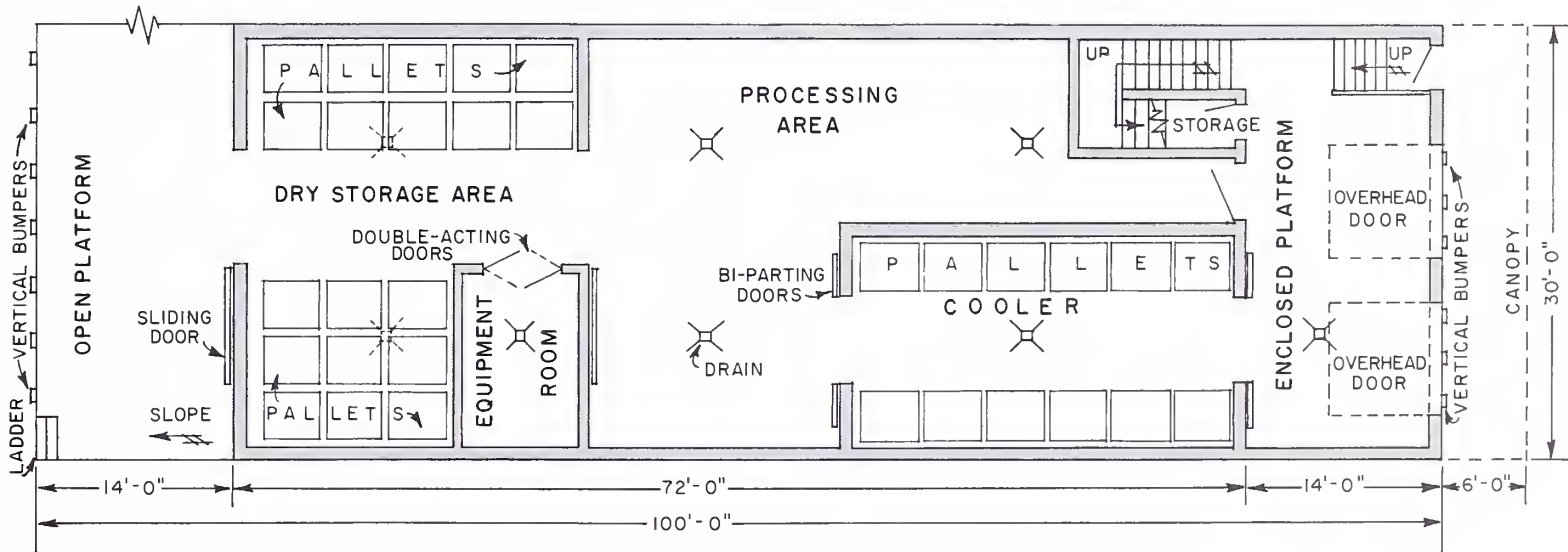 PALLETS
UP
UP
PROCESSING
AREA
STORAGE
VERTICAL BUMPERS
OPEN PLATFORM
DRY STORAGE AREA
ENCLOSED PLATFORM
OVERHEAD
DOOR
DOUBLE-ACTING
DOORS
PALLETS
BI-PARTING
DOORS
COOLER
VERTICAL BUMPERS
CANOPY
30'-0"
SLIDING
DOOR
EQUIPMENT
ROOM
DRAIN
OVERHEAD
DOOR
PALLETS
SLOPE
LADDER
14'-0"
72'-0"
14'-0"
6'-0"
100'-0"